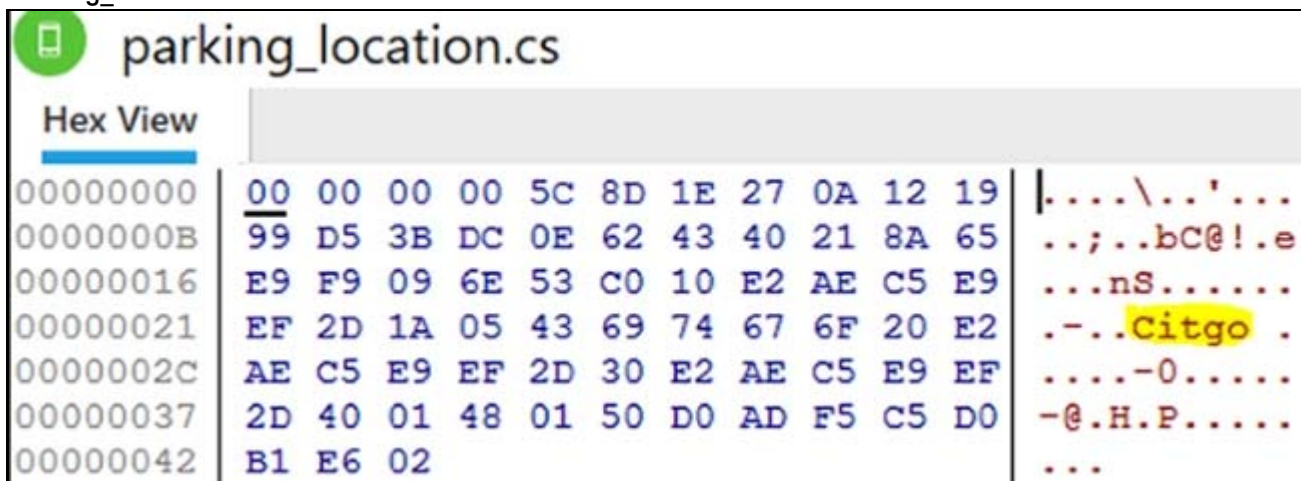 parking_location.cs
Hex View
00000000 00 00 00 00 5C 8D 1E 27 0A 12 19 ....\..'...
0000000B 99 D5 3B DC 0E 62 43 40 21 8A 65 ..;..bC@!.e
00000016 E9 F9 09 6E 53 C0 10 E2 AE C5 E9 ...nS......
00000021 EF 2D 1A 05 43 69 74 67 6F 20 E2 .-..Citgo .
0000002C AE C5 E9 EF 2D 30 E2 AE C5 E9 EF ....-0.....
00000037 2D 40 01 48 01 50 D0 AD F5 C5 D0 -@.H.P.....
00000042 B1 E6 02 ...